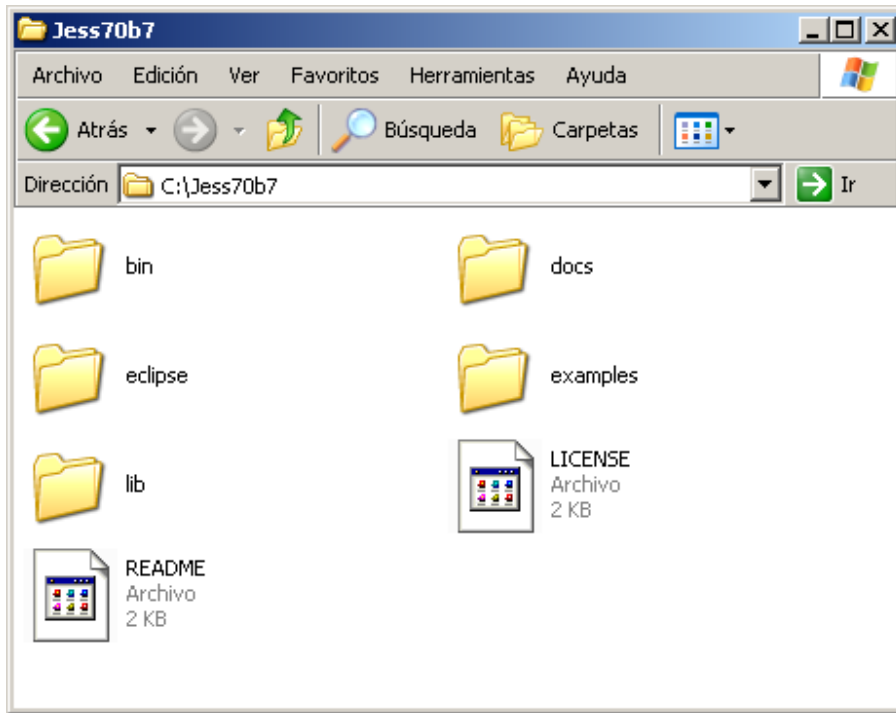 Jess70b7
Archivo Edición Ver Favoritos Herramientas Ayuda
Atrás Búsqueda Carpetas
Dirección C:\Jess70b7 Ir
bin docs
eclipse examples
lib
LICENSE
Archivo
2 KB
README
Archivo
2 KB